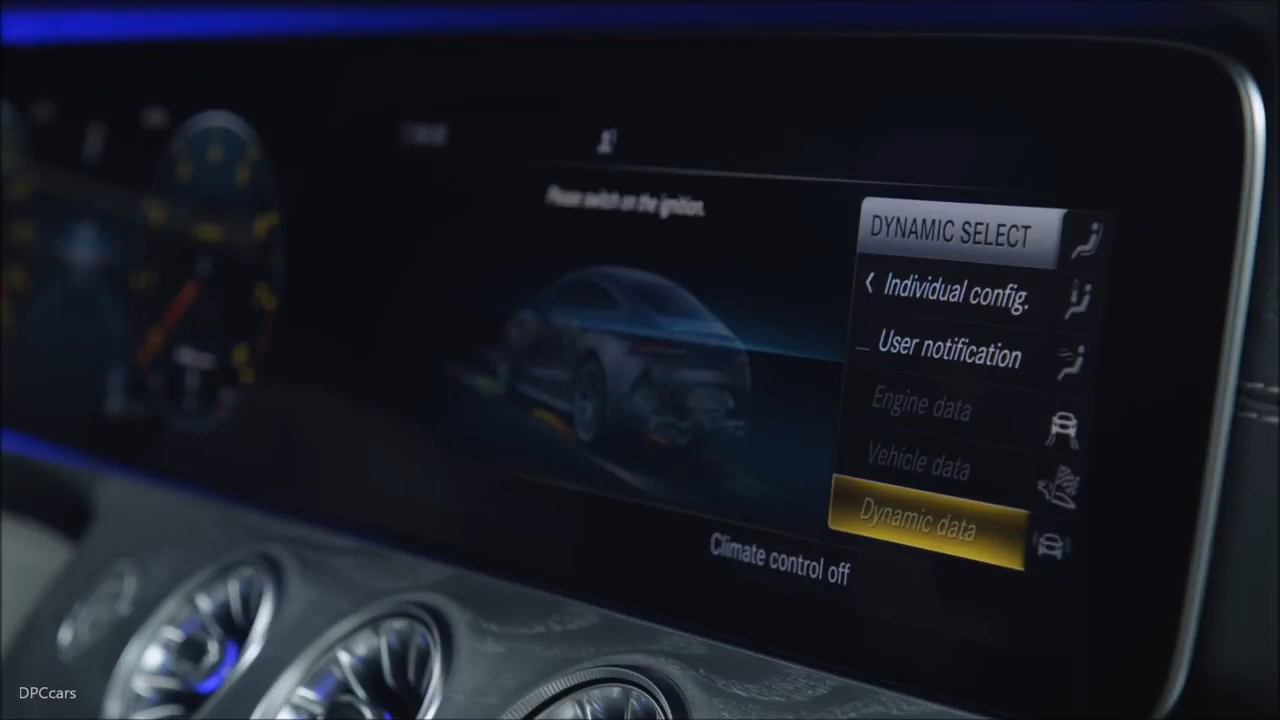 Please switch on the ignition.
DYNAMIC SELECT
Individual config.
User notification
Engine data
Vehicle data
Dynamic data
Climate control off
DPCcars